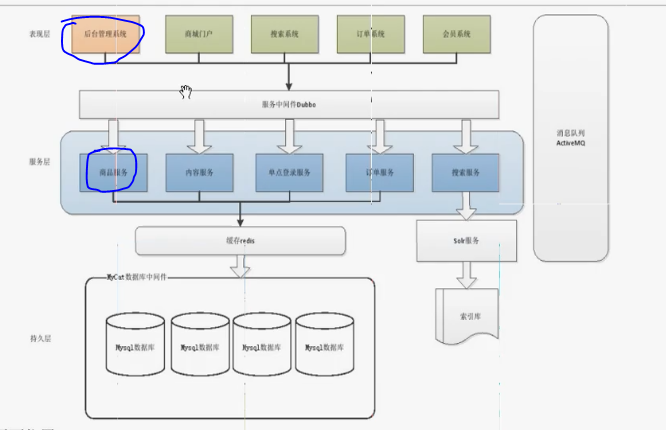 表现层
后台管理系统
商城门户
搜索系统
订单系统
会员系统
服务中间件Dubbo
消息队列
ActiveMQ
服务层
商品服务
内容服务
单点登录服务
订单服务
搜索服务
缓存redis
Solr服务
MyCat数据库中间件
索引库
持久层
Mysql数据库
Mysql数据库
Mysql数据库
Mysql数据库